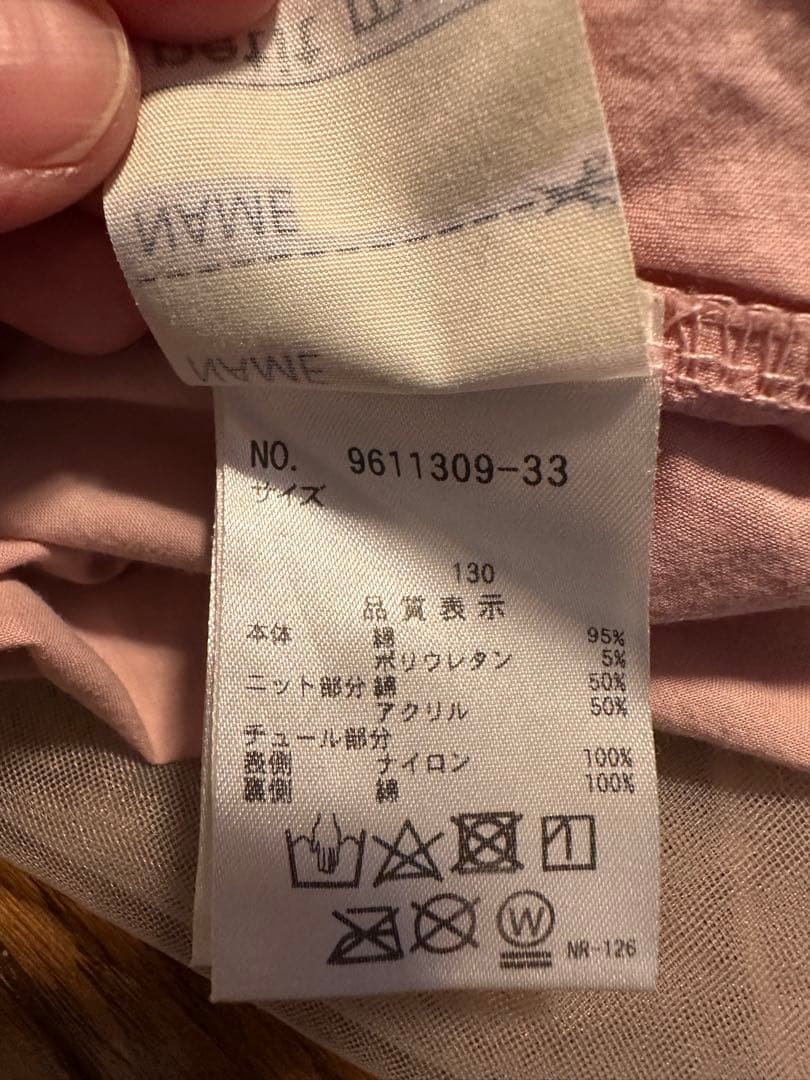 petit m
NAME
NAME
NO. 9611309-33
サイズ
130
品質表示
本体 綿 95%
ポリウレタン 5%
ニット部分 綿 50%
アクリル 50%
チュール部分
表側 ナイロン 100%
裏側 綿 100%
W
NR-126